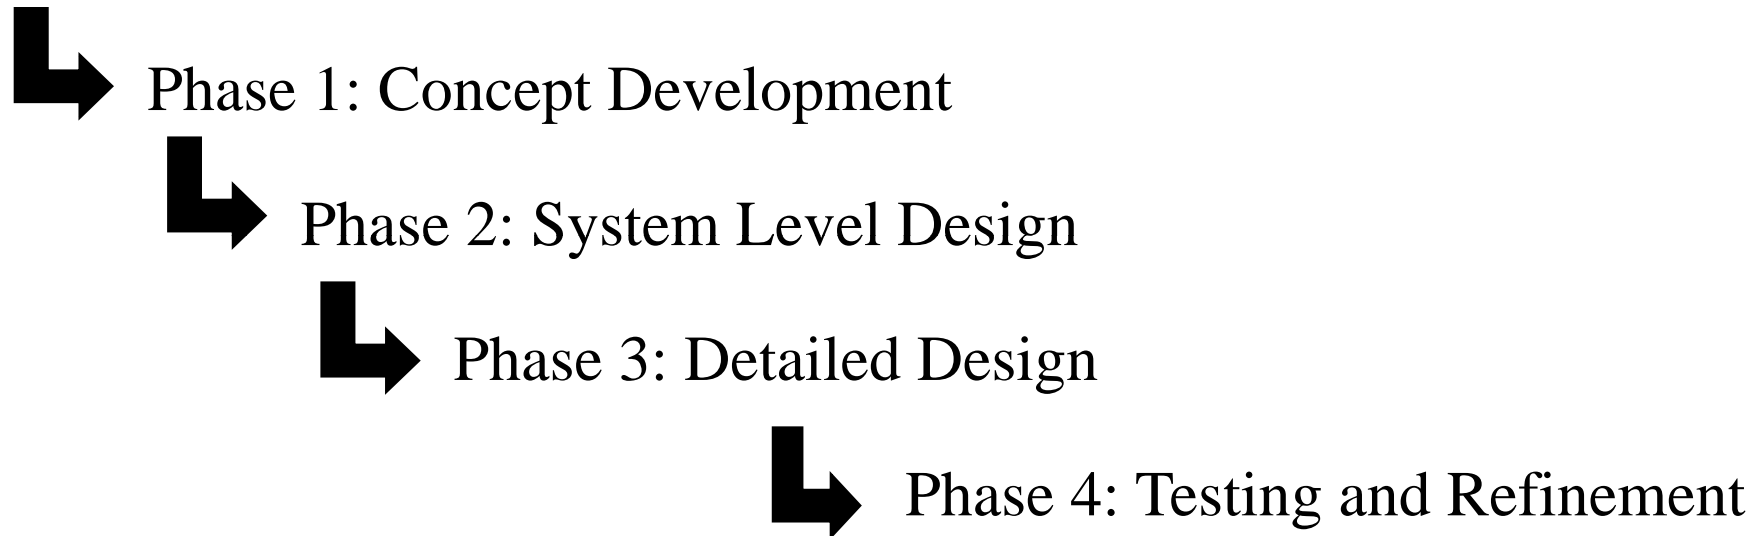 Phase 1: Concept Development
Phase 2: System Level Design
Phase 3: Detailed Design
Phase 4: Testing and Refinement